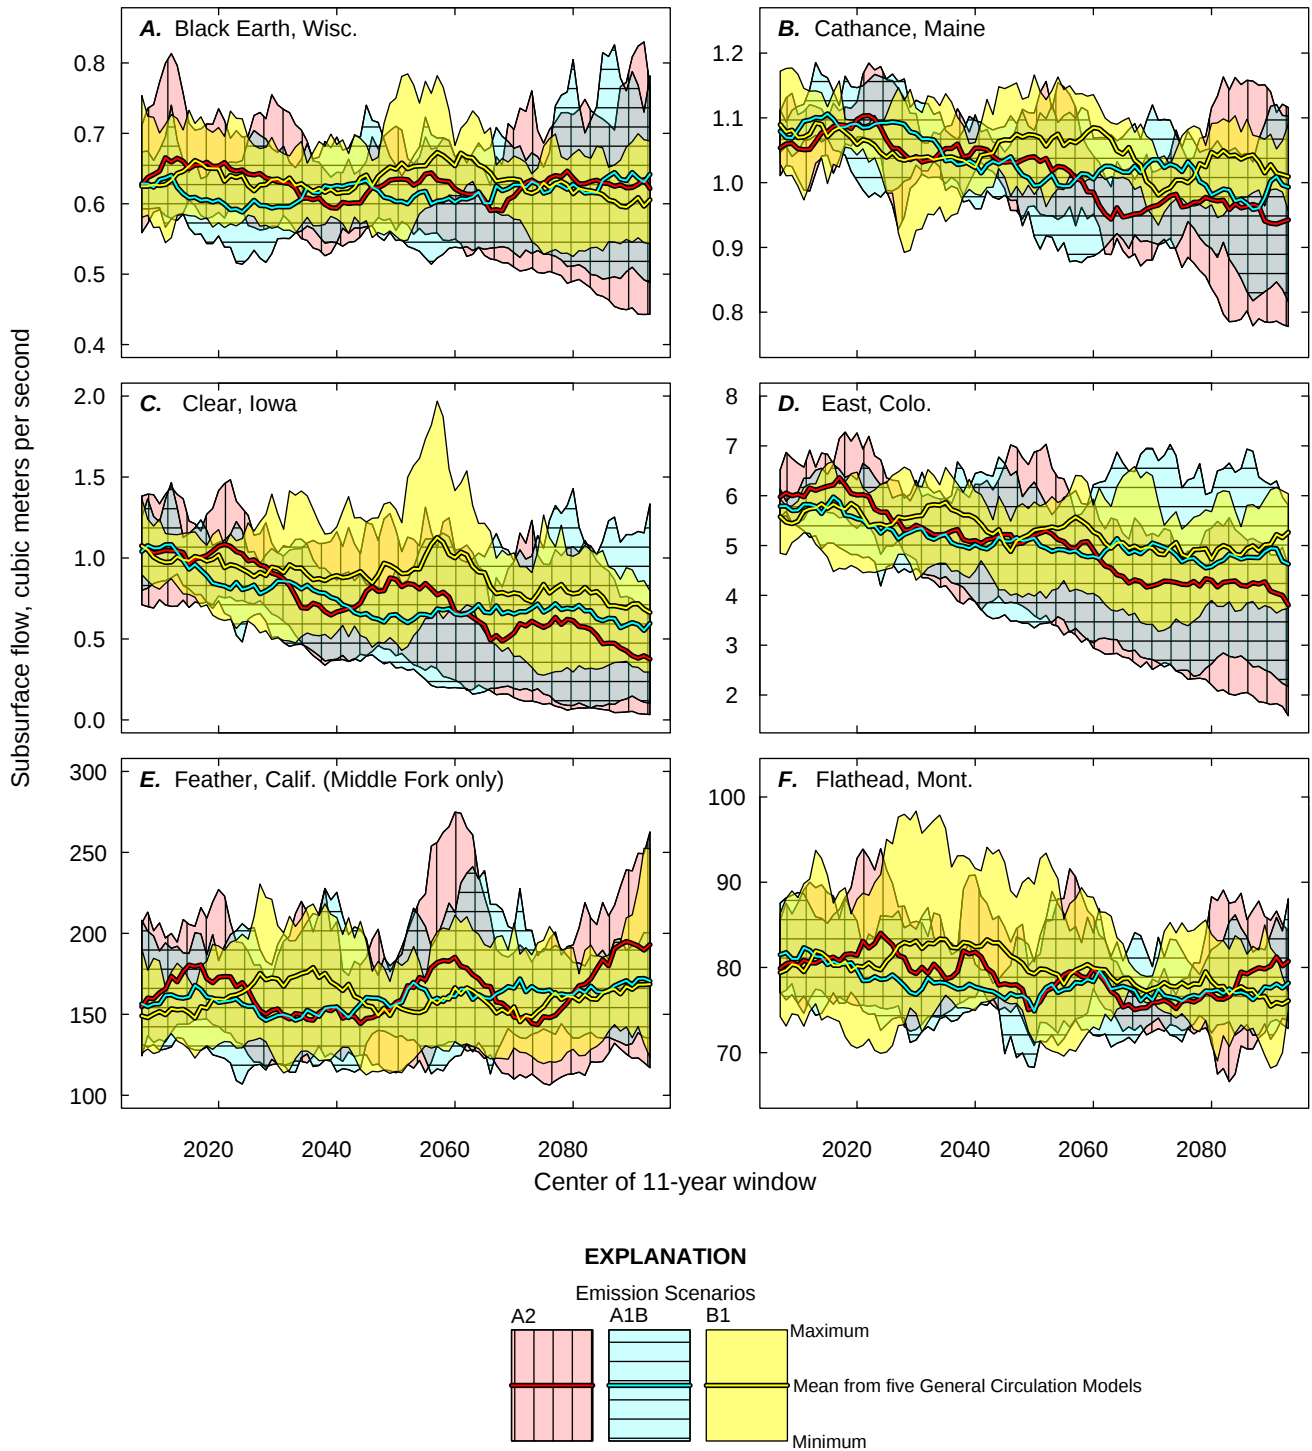 A. Black Earth, Wisc.
0.8
0.7
0.6
0.5
0.4
B. Cathance, Maine
1.2
1.1
1.0
0.9
0.8
Subsurface flow, cubic meters per second
C. Clear, Iowa
2.0
1.5
1.0
0.5
0.0
D. East, Colo.
8
7
6
5
4
3
2
E. Feather, Calif. (Middle Fork only)
300
250
200
150
100
F. Flathead, Mont.
100
90
80
70
2020 2040 2060 2080
2020 2040 2060 2080
Center of 11-year window
EXPLANATION
Emission Scenarios
A2 A1B B1
Maximum
Mean from five General Circulation Models
Minimum